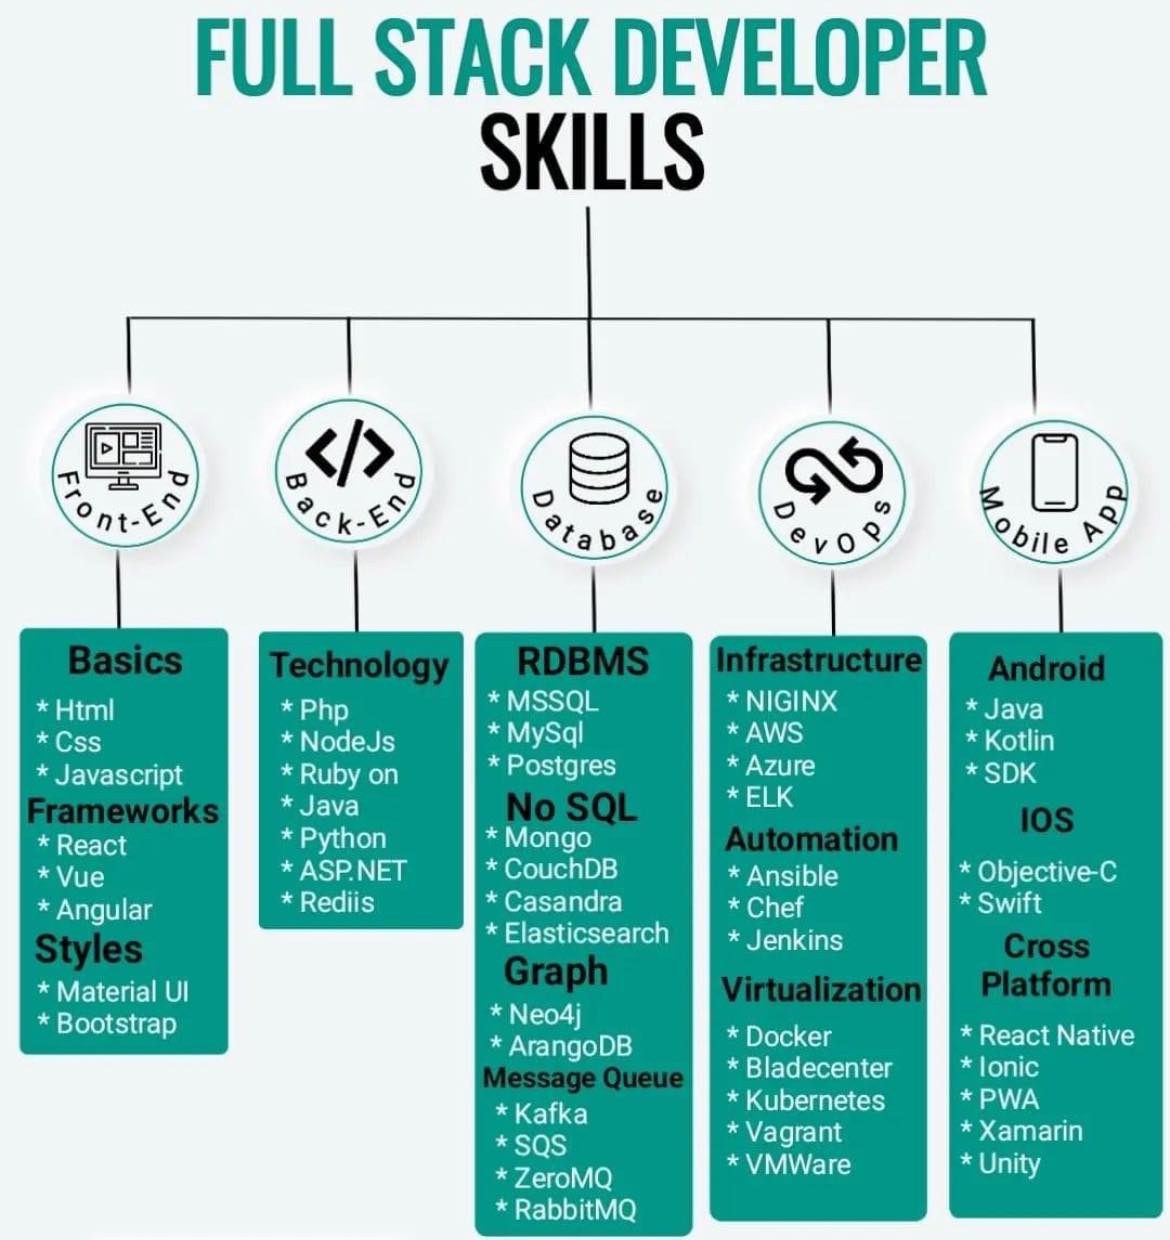 FULL STACK DEVELOPER
SKILLS
Front-End
Back-End
Database
DevOps
Mobile App
Basics
* Html
* Css
* Javascript
Frameworks
* React
* Vue
* Angular
Styles
* Material UI
* Bootstrap
Technology
* Php
* NodeJs
* Ruby on
* Java
* Python
* ASP.NET
* Rediis
RDBMS
* MSSQL
* MySql
* Postgres
No SQL
* Mongo
* CouchDB
* Casandra
* Elasticsearch
Graph
* Neo4j
* ArangoDB
Message Queue
* Kafka
* SQS
* ZeroMQ
* RabbitMQ
Infrastructure
* NIGINX
* AWS
* Azure
* ELK
Automation
* Ansible
* Chef
* Jenkins
Virtualization
* Docker
* Bladecenter
* Kubernetes
* Vagrant
* VMWare
Android
* Java
* Kotlin
* SDK
IOS
* Objective-C
* Swift
Cross
Platform
* React Native
* Ionic
* PWA
* Xamarin
* Unity